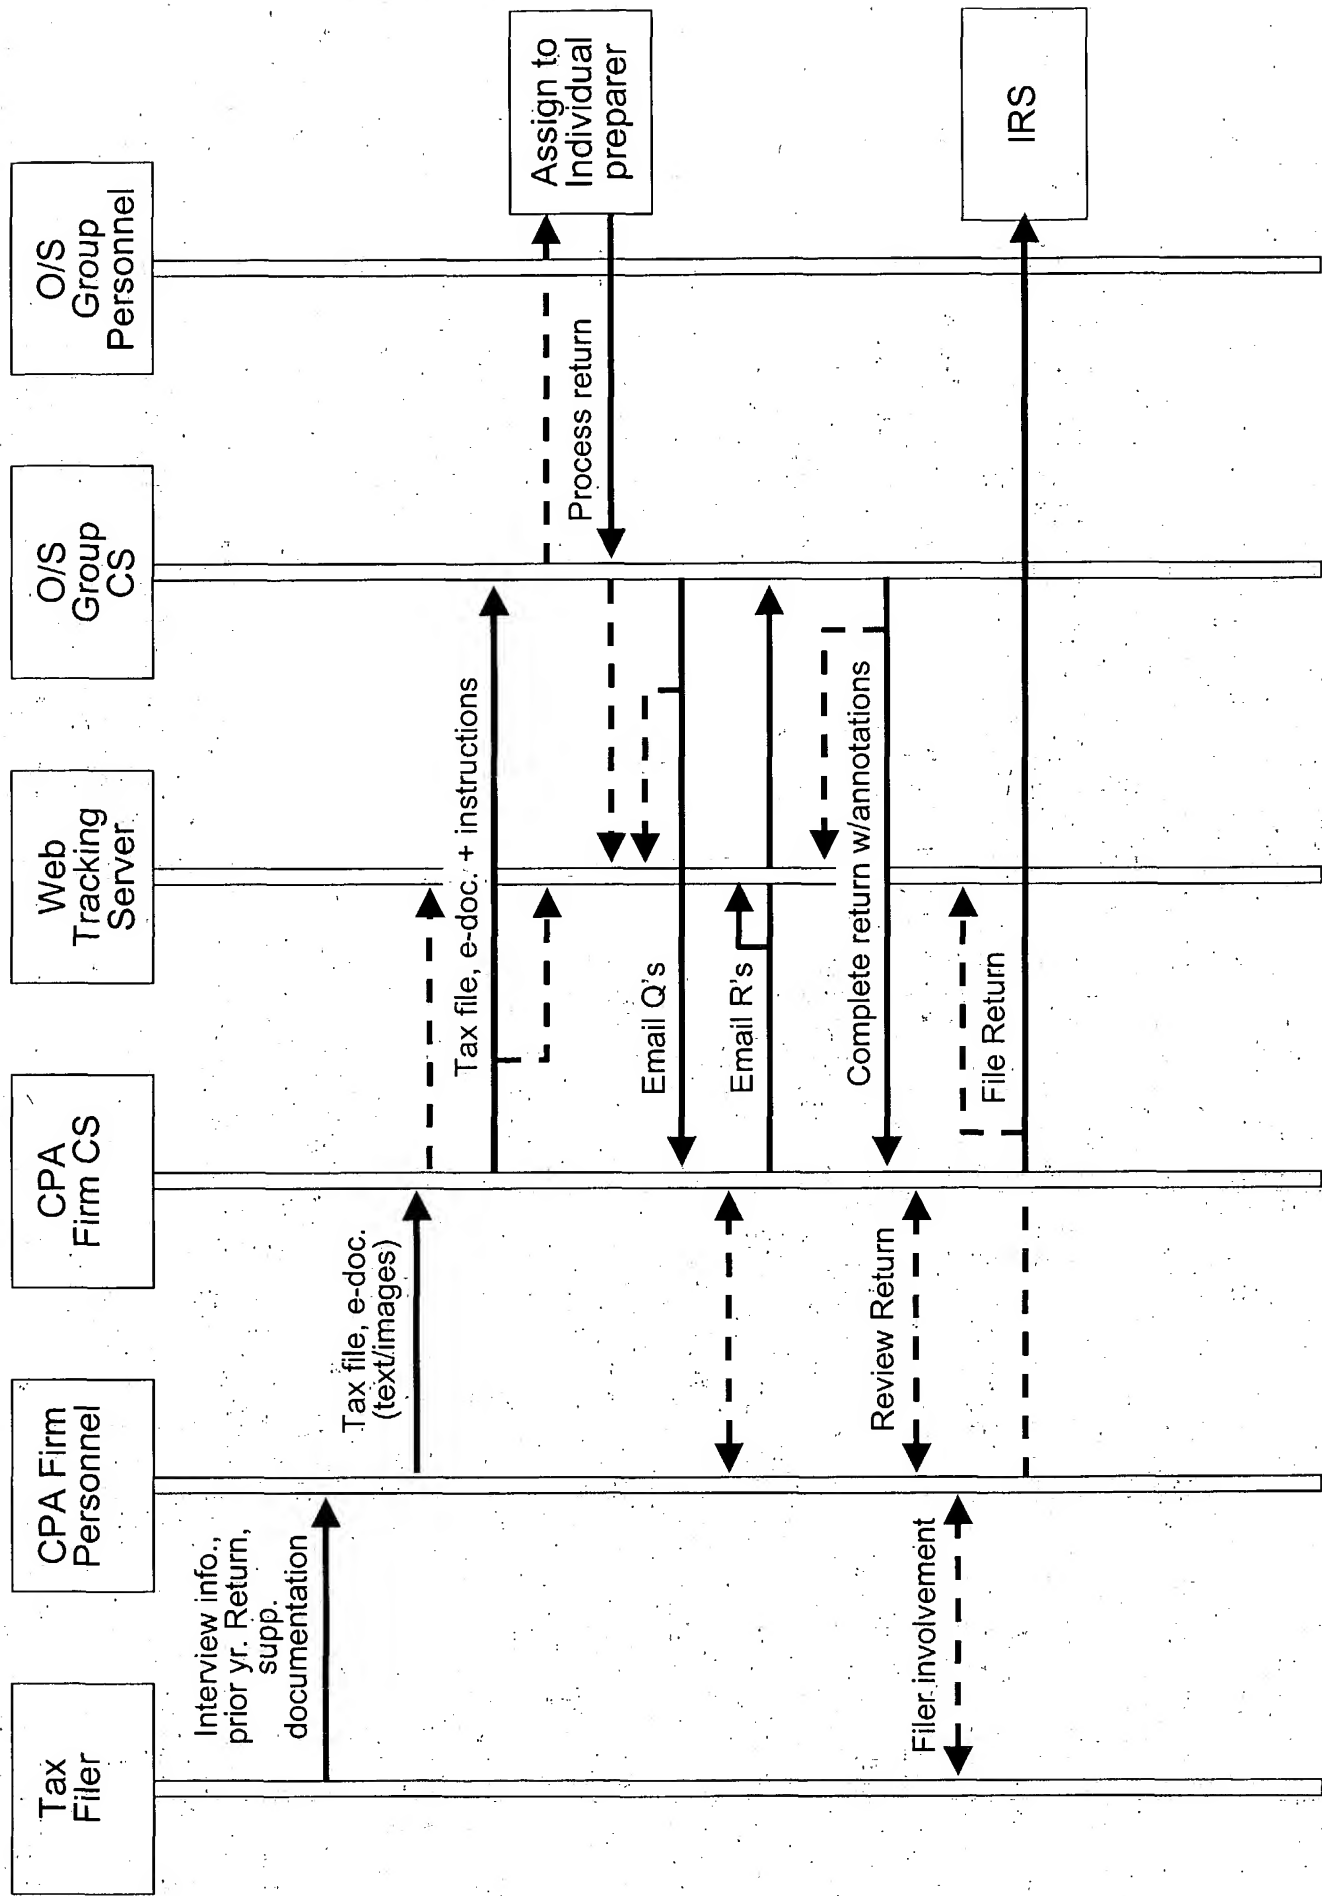 Tax
Filer
CPA Firm
Personnel
CPA
Firm CS
Web
Tracking
Server
O/S
Group
CS
O/S
Group
Personnel
Interview info.,
prior yr. Return,
supp.
documentation
Tax file, e-doc.
(text/images)
Tax file, e-doc. + instructions
Assign to
Individual
preparer
Process return
Email Q's
Email R's
Complete return w/annotations
Review Return
Filer involvement
File Return
IRS